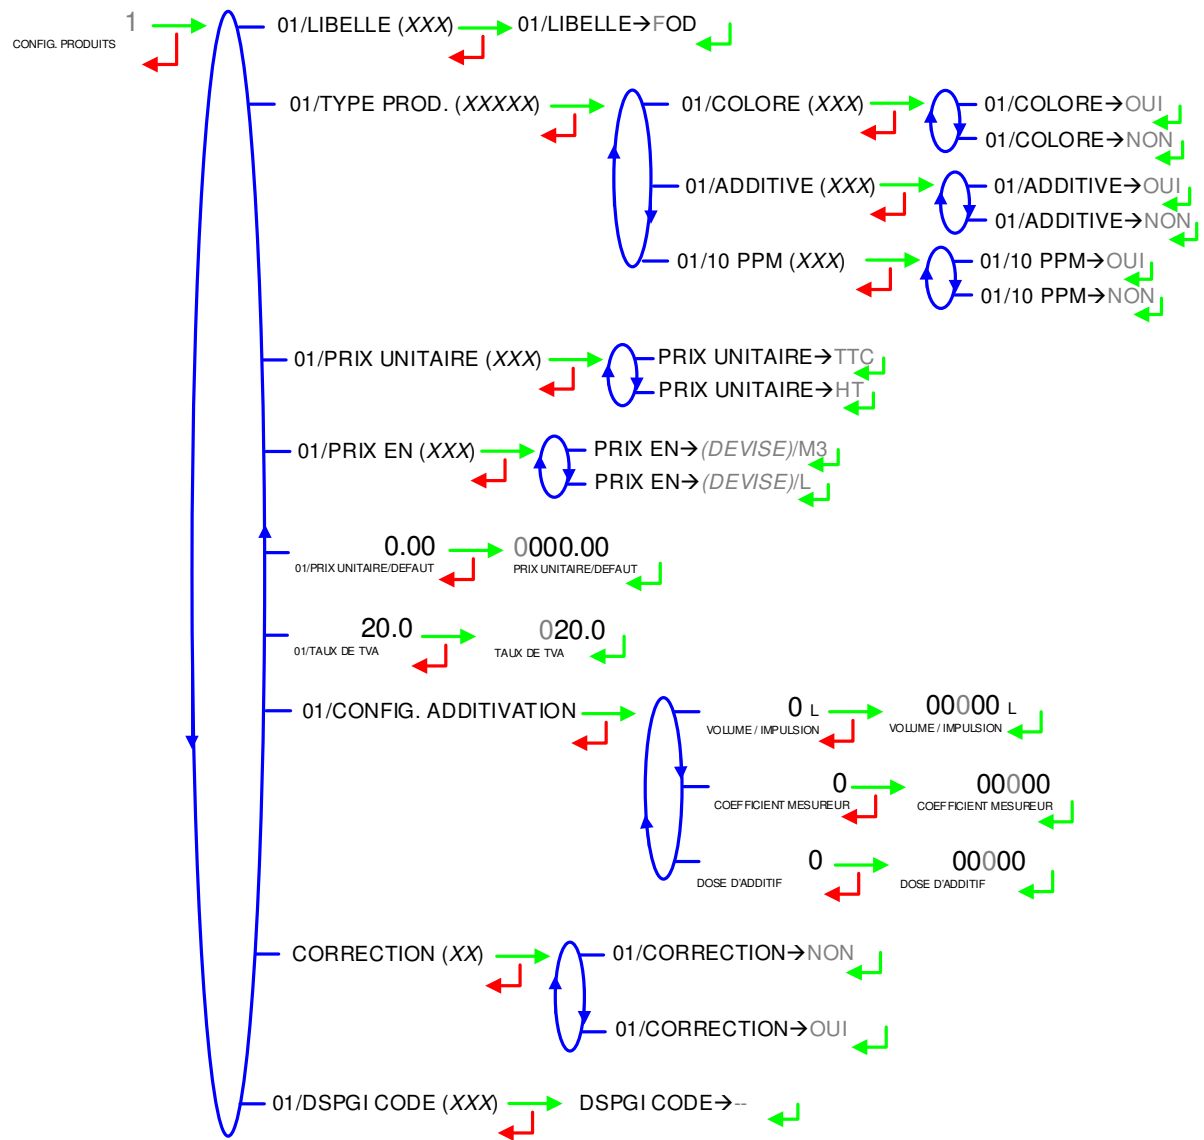 1
CONFIG. PRODUITS
01/LIBELLE (XXX) 01/LIBELLE→FOD
01/TYPE PROD. (XXXXX) 01/COLORE (XXX) 01/COLORE→OUI
01/COLORE→NON
01/ADDITIVE (XXX) 01/ADDITIVE→OUI
01/ADDITIVE→NON
01/10 PPM (XXX) 01/10 PPM→OUI
01/10 PPM→NON
01/PRIX UNITAIRE (XXX) PRIX UNITAIRE→TTC
PRIX UNITAIRE→HT
01/PRIX EN (XXX) PRIX EN→(DEVISE)/M3
PRIX EN→(DEVISE)/L
0.00 0000.00
01/PRIX UNITAIRE/DEFAUT PRIX UNITAIRE/DEFAUT
20.0 020.0
01/TAUX DE TVA TAUX DE TVA
01/CONFIG. ADDITIVATION 0 L 00000 L
VOLUME / IMPULSION VOLUME / IMPULSION
0 00000
COEFFICIENT MESUREUR COEFFICIENT MESUREUR
0 00000
DOSE D'ADDITIF DOSE D'ADDITIF
CORRECTION (XX) 01/CORRECTION→NON
01/CORRECTION→OUI
01/DSPGI CODE (XXX) DSPGI CODE→--